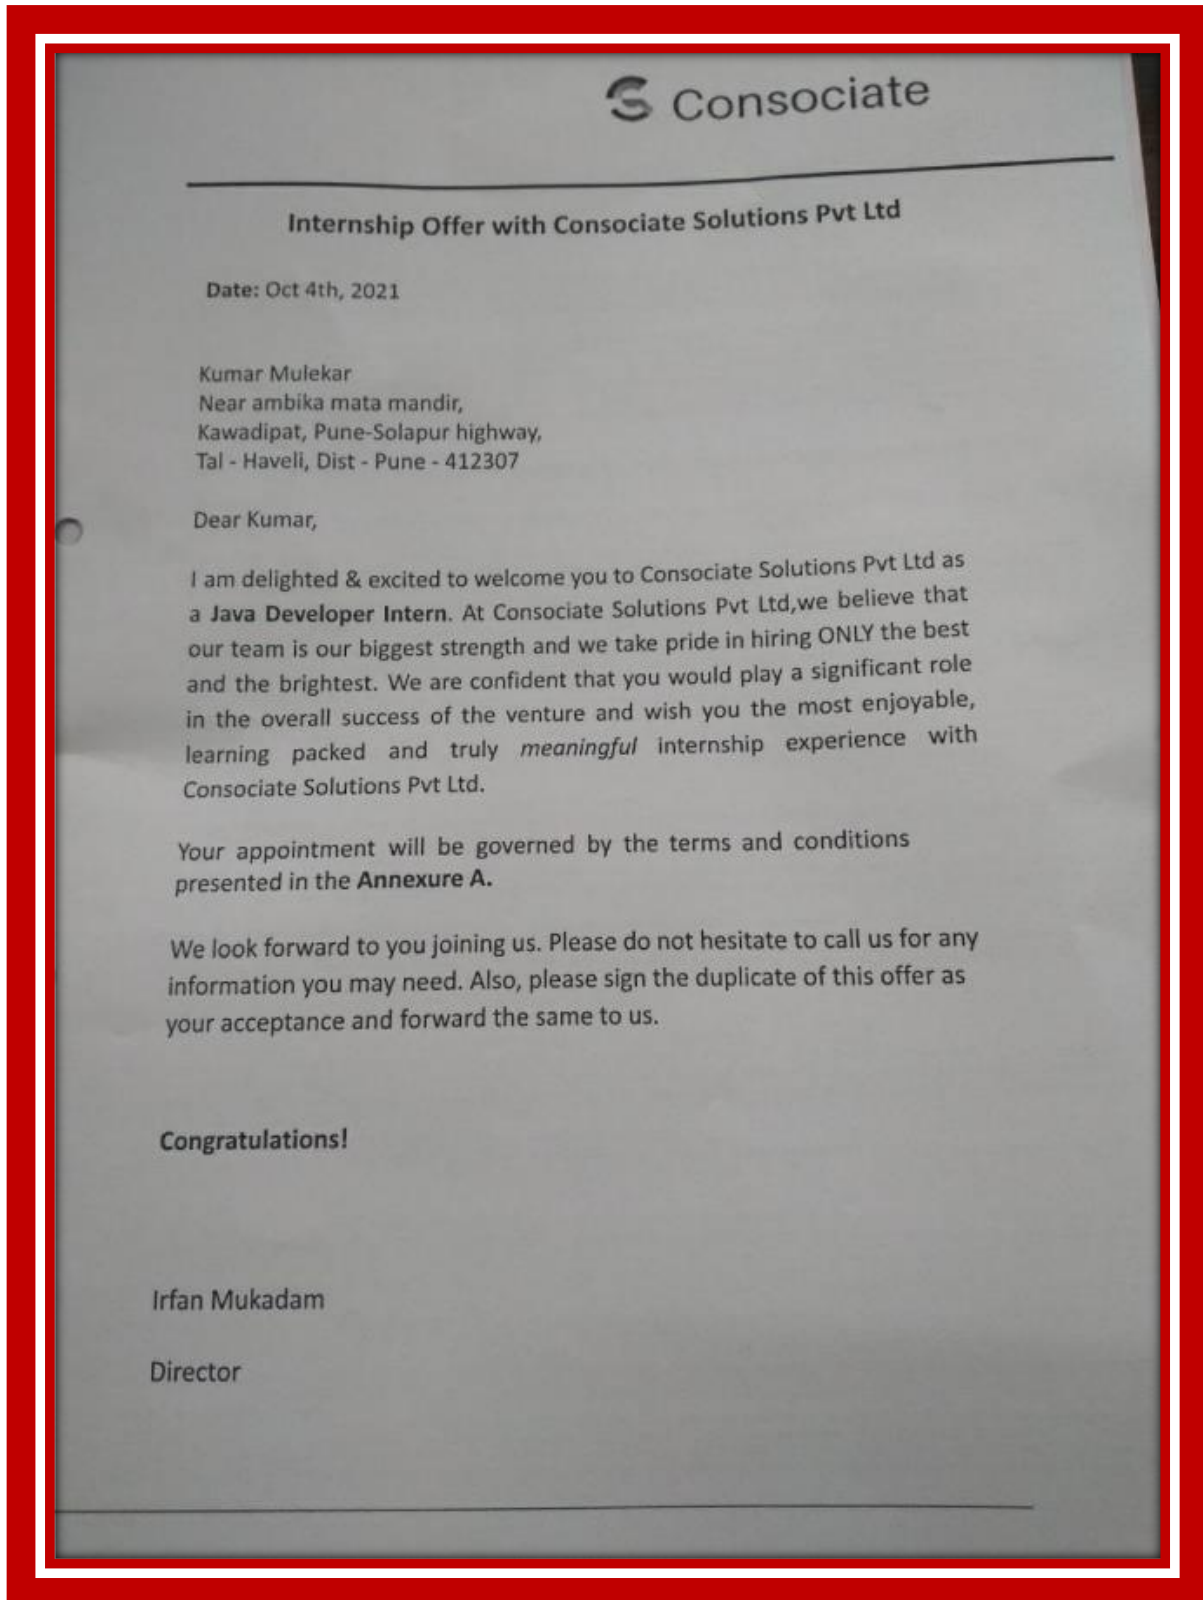 Consociate
Internship Offer with Consociate Solutions Pvt Ltd
Date: Oct 4th, 2021
Kumar Mulekar
Near ambika mata mandir,
Kawadipat, Pune-Solapur highway,
Tal - Haveli, Dist - Pune - 412307
Dear Kumar,
I am delighted & excited to welcome you to Consociate Solutions Pvt Ltd as
a Java Developer Intern. At Consociate Solutions Pvt Ltd,we believe that
our team is our biggest strength and we take pride in hiring ONLY the best
and the brightest. We are confident that you would play a significant role
in the overall success of the venture and wish you the most enjoyable,
learning packed and truly meaningful internship experience with
Consociate Solutions Pvt Ltd.
Your appointment will be governed by the terms and conditions
presented in the Annexure A.
We look forward to you joining us. Please do not hesitate to call us for any
information you may need. Also, please sign the duplicate of this offer as
your acceptance and forward the same to us.
Congratulations!
Irfan Mukadam
Director